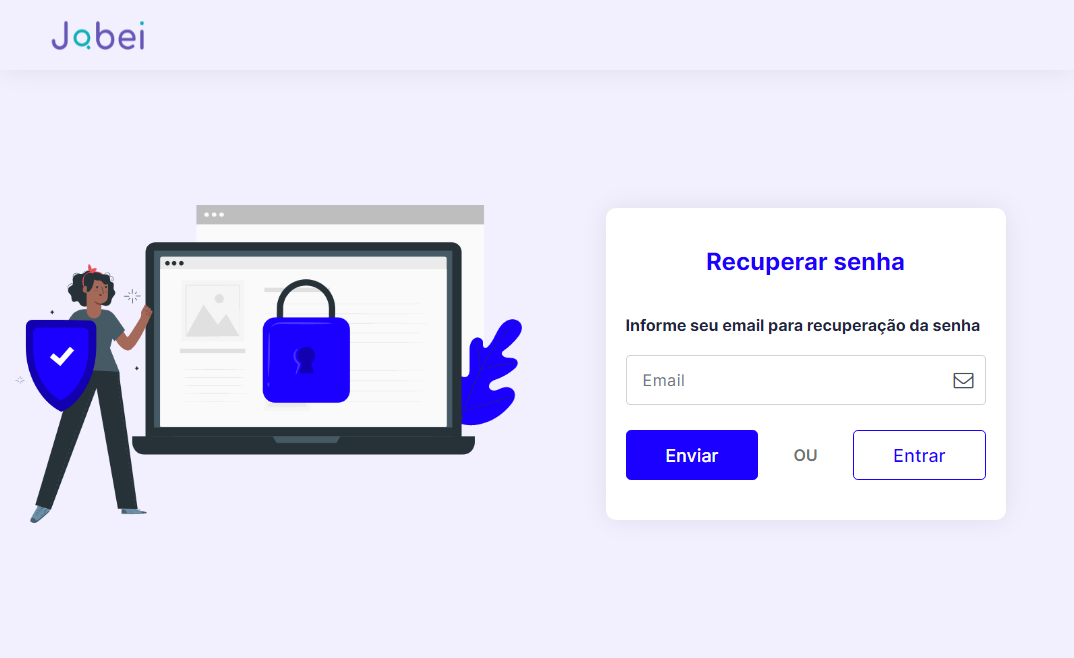 Jobei
Recuperar senha
Informe seu email para recuperação da senha
Email
Enviar
OU
Entrar